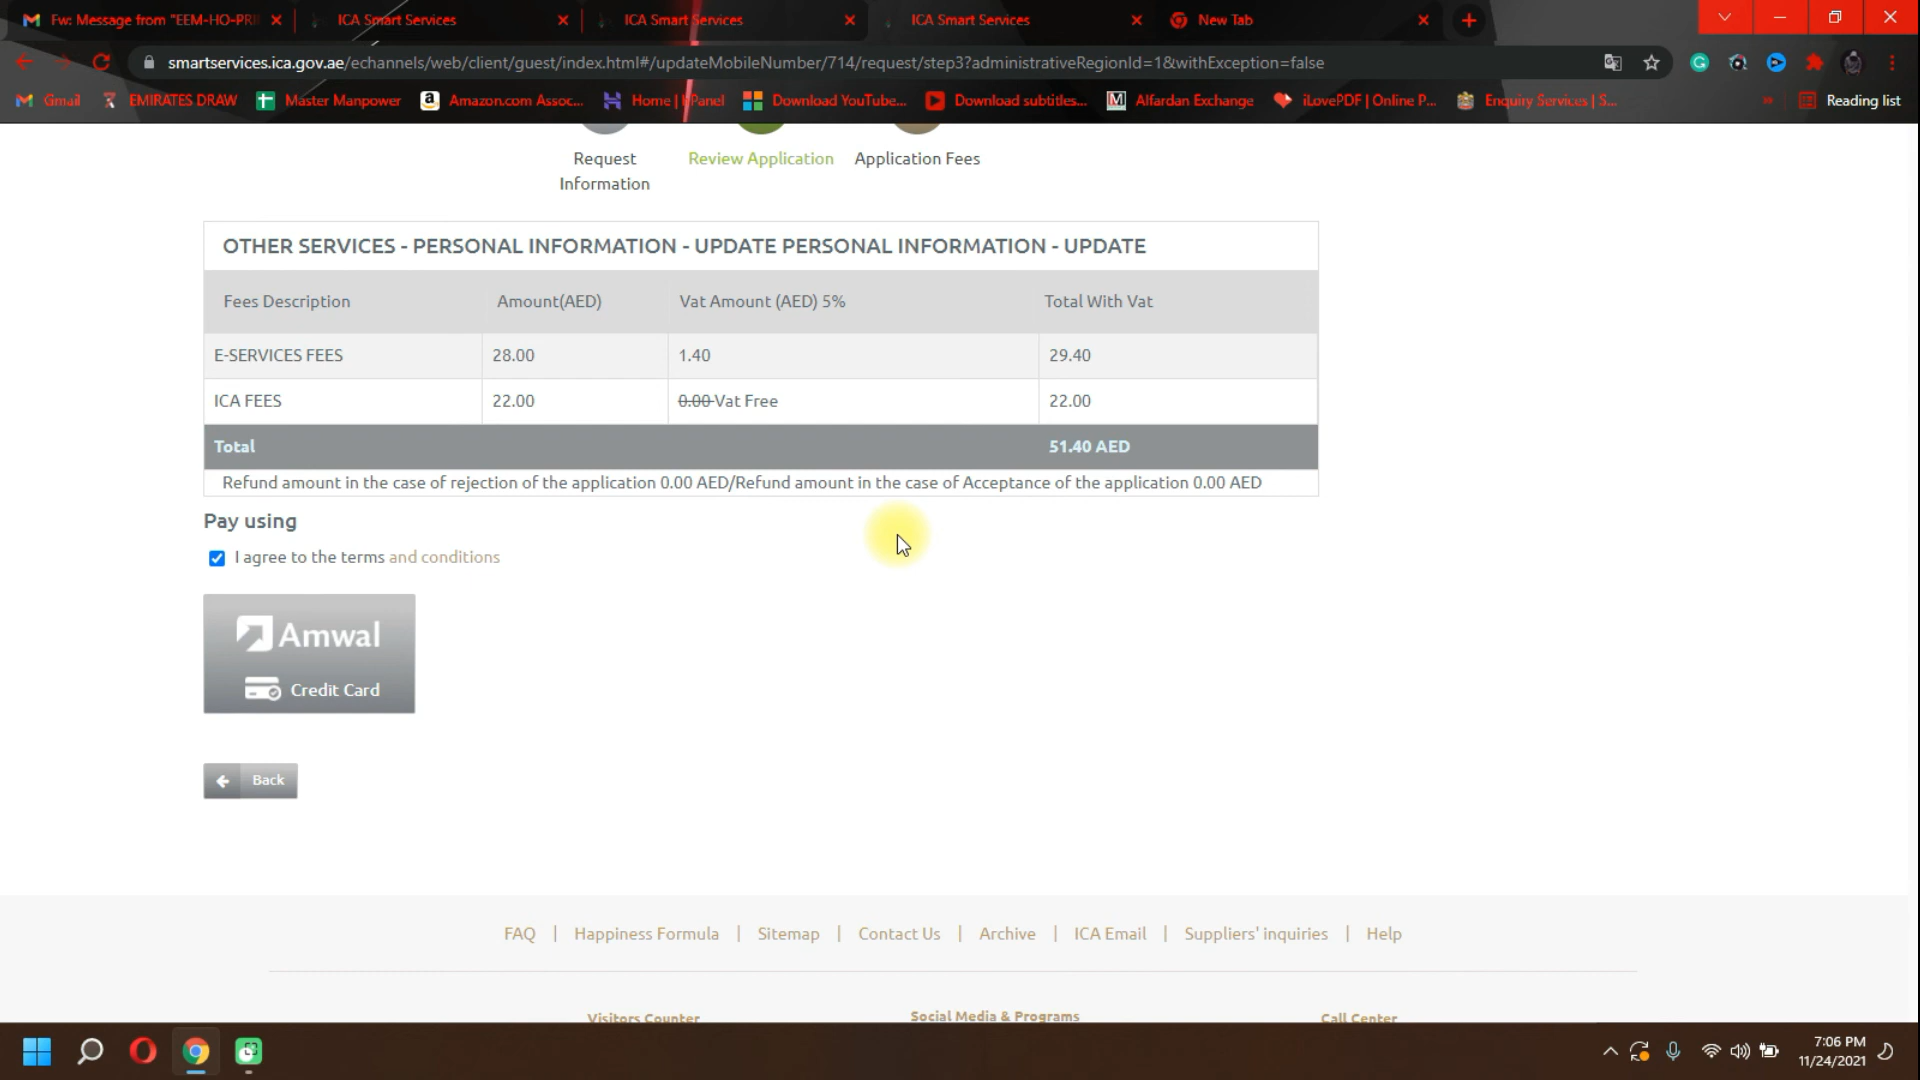 Fw: Message from "EEM-HO-PRI
ICA Smart Services
ICA Smart Services
ICA Smart Services
New Tab
smartservices.ica.gov.ae/echannels/web/client/guest/index.html#/updateMobileNumber/714/request/step3?administrativeRegionId=1&withException=false
Gmail
EMIRATES DRAW
Master Manpower
Amazon.com Assoc...
Home | hPanel
Download YouTube...
Download subtitles...
Alfardan Exchange
iLovePDF | Online P...
Enquiry Services | S...
»
Reading list
Request
Information
Review Application
Application Fees
OTHER SERVICES - PERSONAL INFORMATION - UPDATE PERSONAL INFORMATION - UPDATE
Fees Description Amount(AED) Vat Amount (AED) 5% Total With Vat
E-SERVICES FEES 28.00 1.40 29.40
ICA FEES 22.00 0.00 Vat Free 22.00
Total 51.40 AED
Refund amount in the case of rejection of the application 0.00 AED/Refund amount in the case of Acceptance of the application 0.00 AED
Pay using
I agree to the terms and conditions
Amwal
Credit Card
Back
FAQ | Happiness Formula | Sitemap | Contact Us | Archive | ICA Email | Suppliers' inquiries | Help
Visitors Counter
Social Media & Programs
Call Center
7:06 PM
11/24/2021